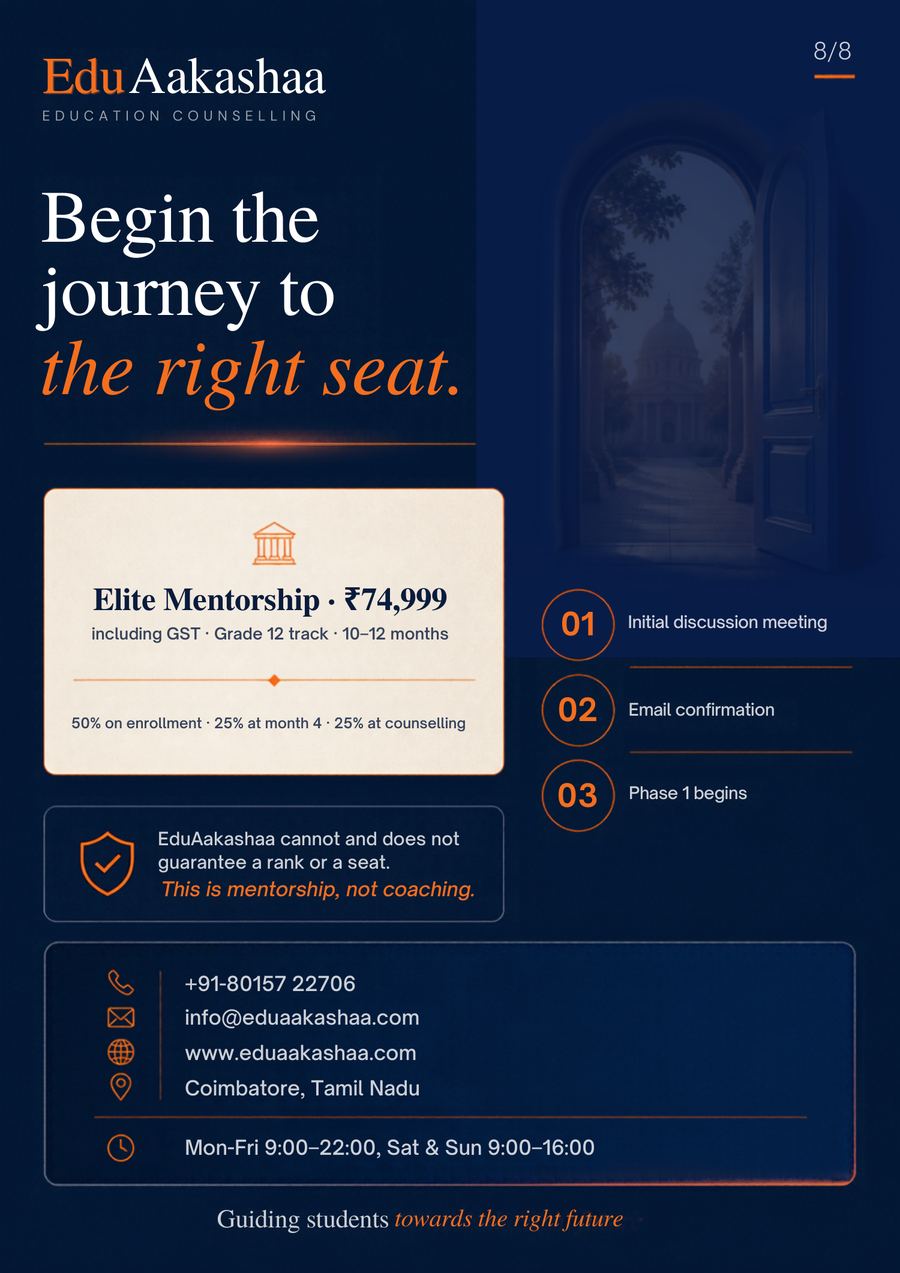 EduAakashaa
EDUCATION COUNSELLING
8/8
Begin the
journey to
the right seat.
Elite Mentorship · ₹74,999
including GST · Grade 12 track · 10–12 months
50% on enrollment · 25% at month 4 · 25% at counselling
01 Initial discussion meeting
02 Email confirmation
03 Phase 1 begins
EduAakashaa cannot and does not
guarantee a rank or a seat.
This is mentorship, not coaching.
+91-80157 22706
info@eduaakashaa.com
www.eduaakashaa.com
Coimbatore, Tamil Nadu
Mon-Fri 9:00–22:00, Sat & Sun 9:00–16:00
Guiding students towards the right future